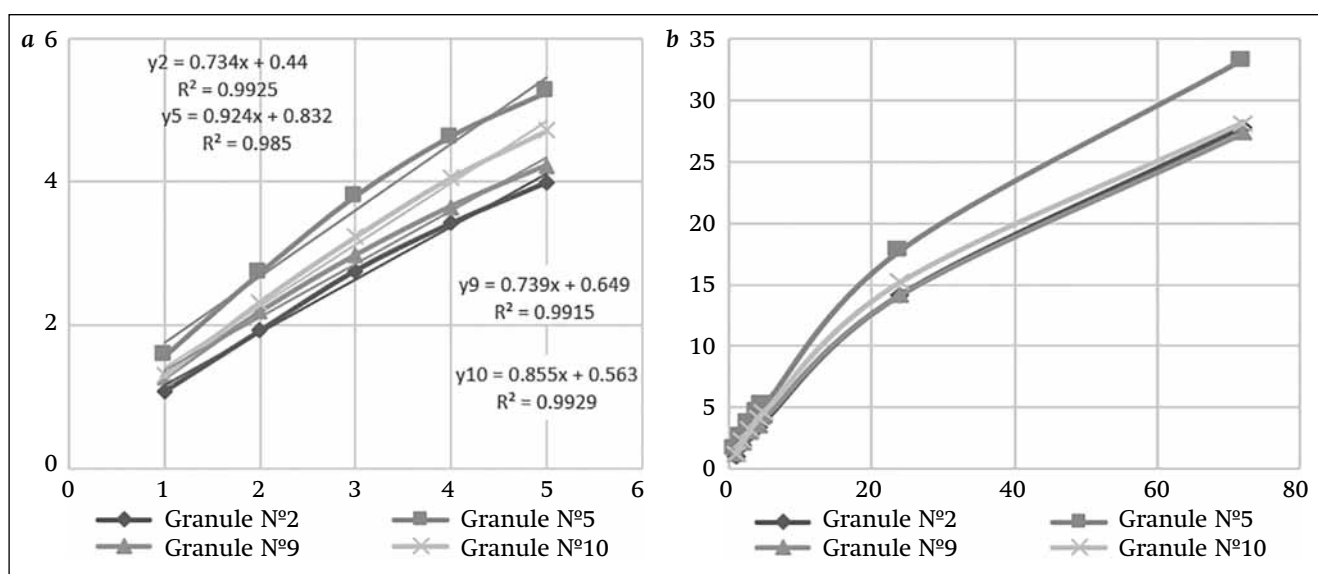 a
6
4
2
0
0 1 2 3 4 5 6
y2 = 0.734x + 0.44
R² = 0.9925
y5 = 0.924x + 0.832
R² = 0.985
y9 = 0.739x + 0.649
R² = 0.9915
y10 = 0.855x + 0.563
R² = 0.9929
Granule №2 Granule №5
Granule №9 Granule №10
b
35
30
25
20
15
10
5
0
0 20 40 60 80
Granule №2 Granule №5
Granule №9 Granule №10